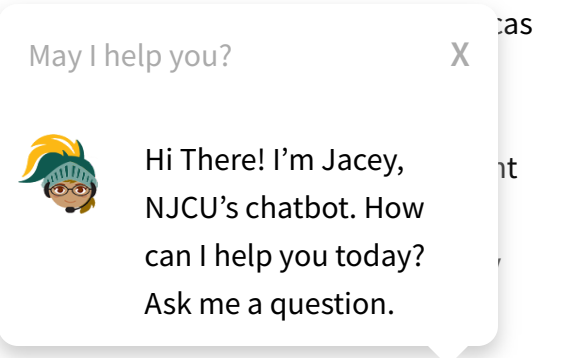 May I help you?
X
Hi There! I’m Jacey,
NJCU’s chatbot. How
can I help you today?
Ask me a question.